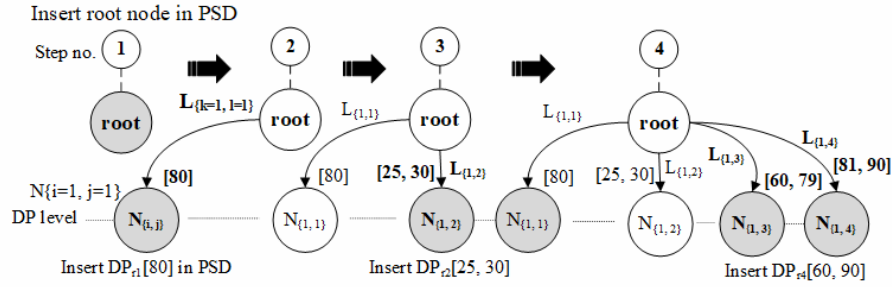 Insert root node in PSD
Step no. 1 2 3 4
root root root root
L{k=1, l=1} L{1,1} L{1,2} L{1,1} L{1,2} L{1,3} L{1,4}
[80] [80] [25, 30] [80] [25, 30] [60, 79] [81, 90]
N{i=1, j=1}
DP level N{i, j} N{1, 1} N{1, 2} N{1, 1} N{1, 2} N{1, 3} N{1, 4}
Insert DPr1[80] in PSD Insert DPr2[25, 30] Insert DPr4[60, 90]